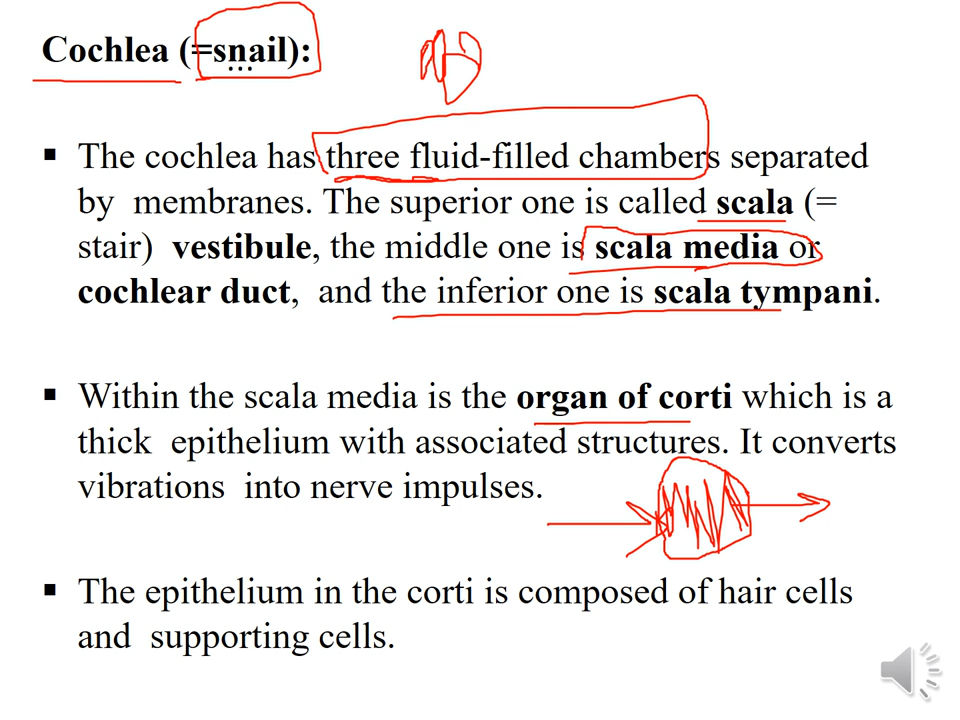 Cochlea (=snail):
▪ The cochlea has three fluid-filled chambers separated
by membranes. The superior one is called scala (=
stair) vestibule, the middle one is scala media or
cochlear duct, and the inferior one is scala tympani.
▪ Within the scala media is the organ of corti which is a
thick epithelium with associated structures. It converts
vibrations into nerve impulses.
▪ The epithelium in the corti is composed of hair cells
and supporting cells.